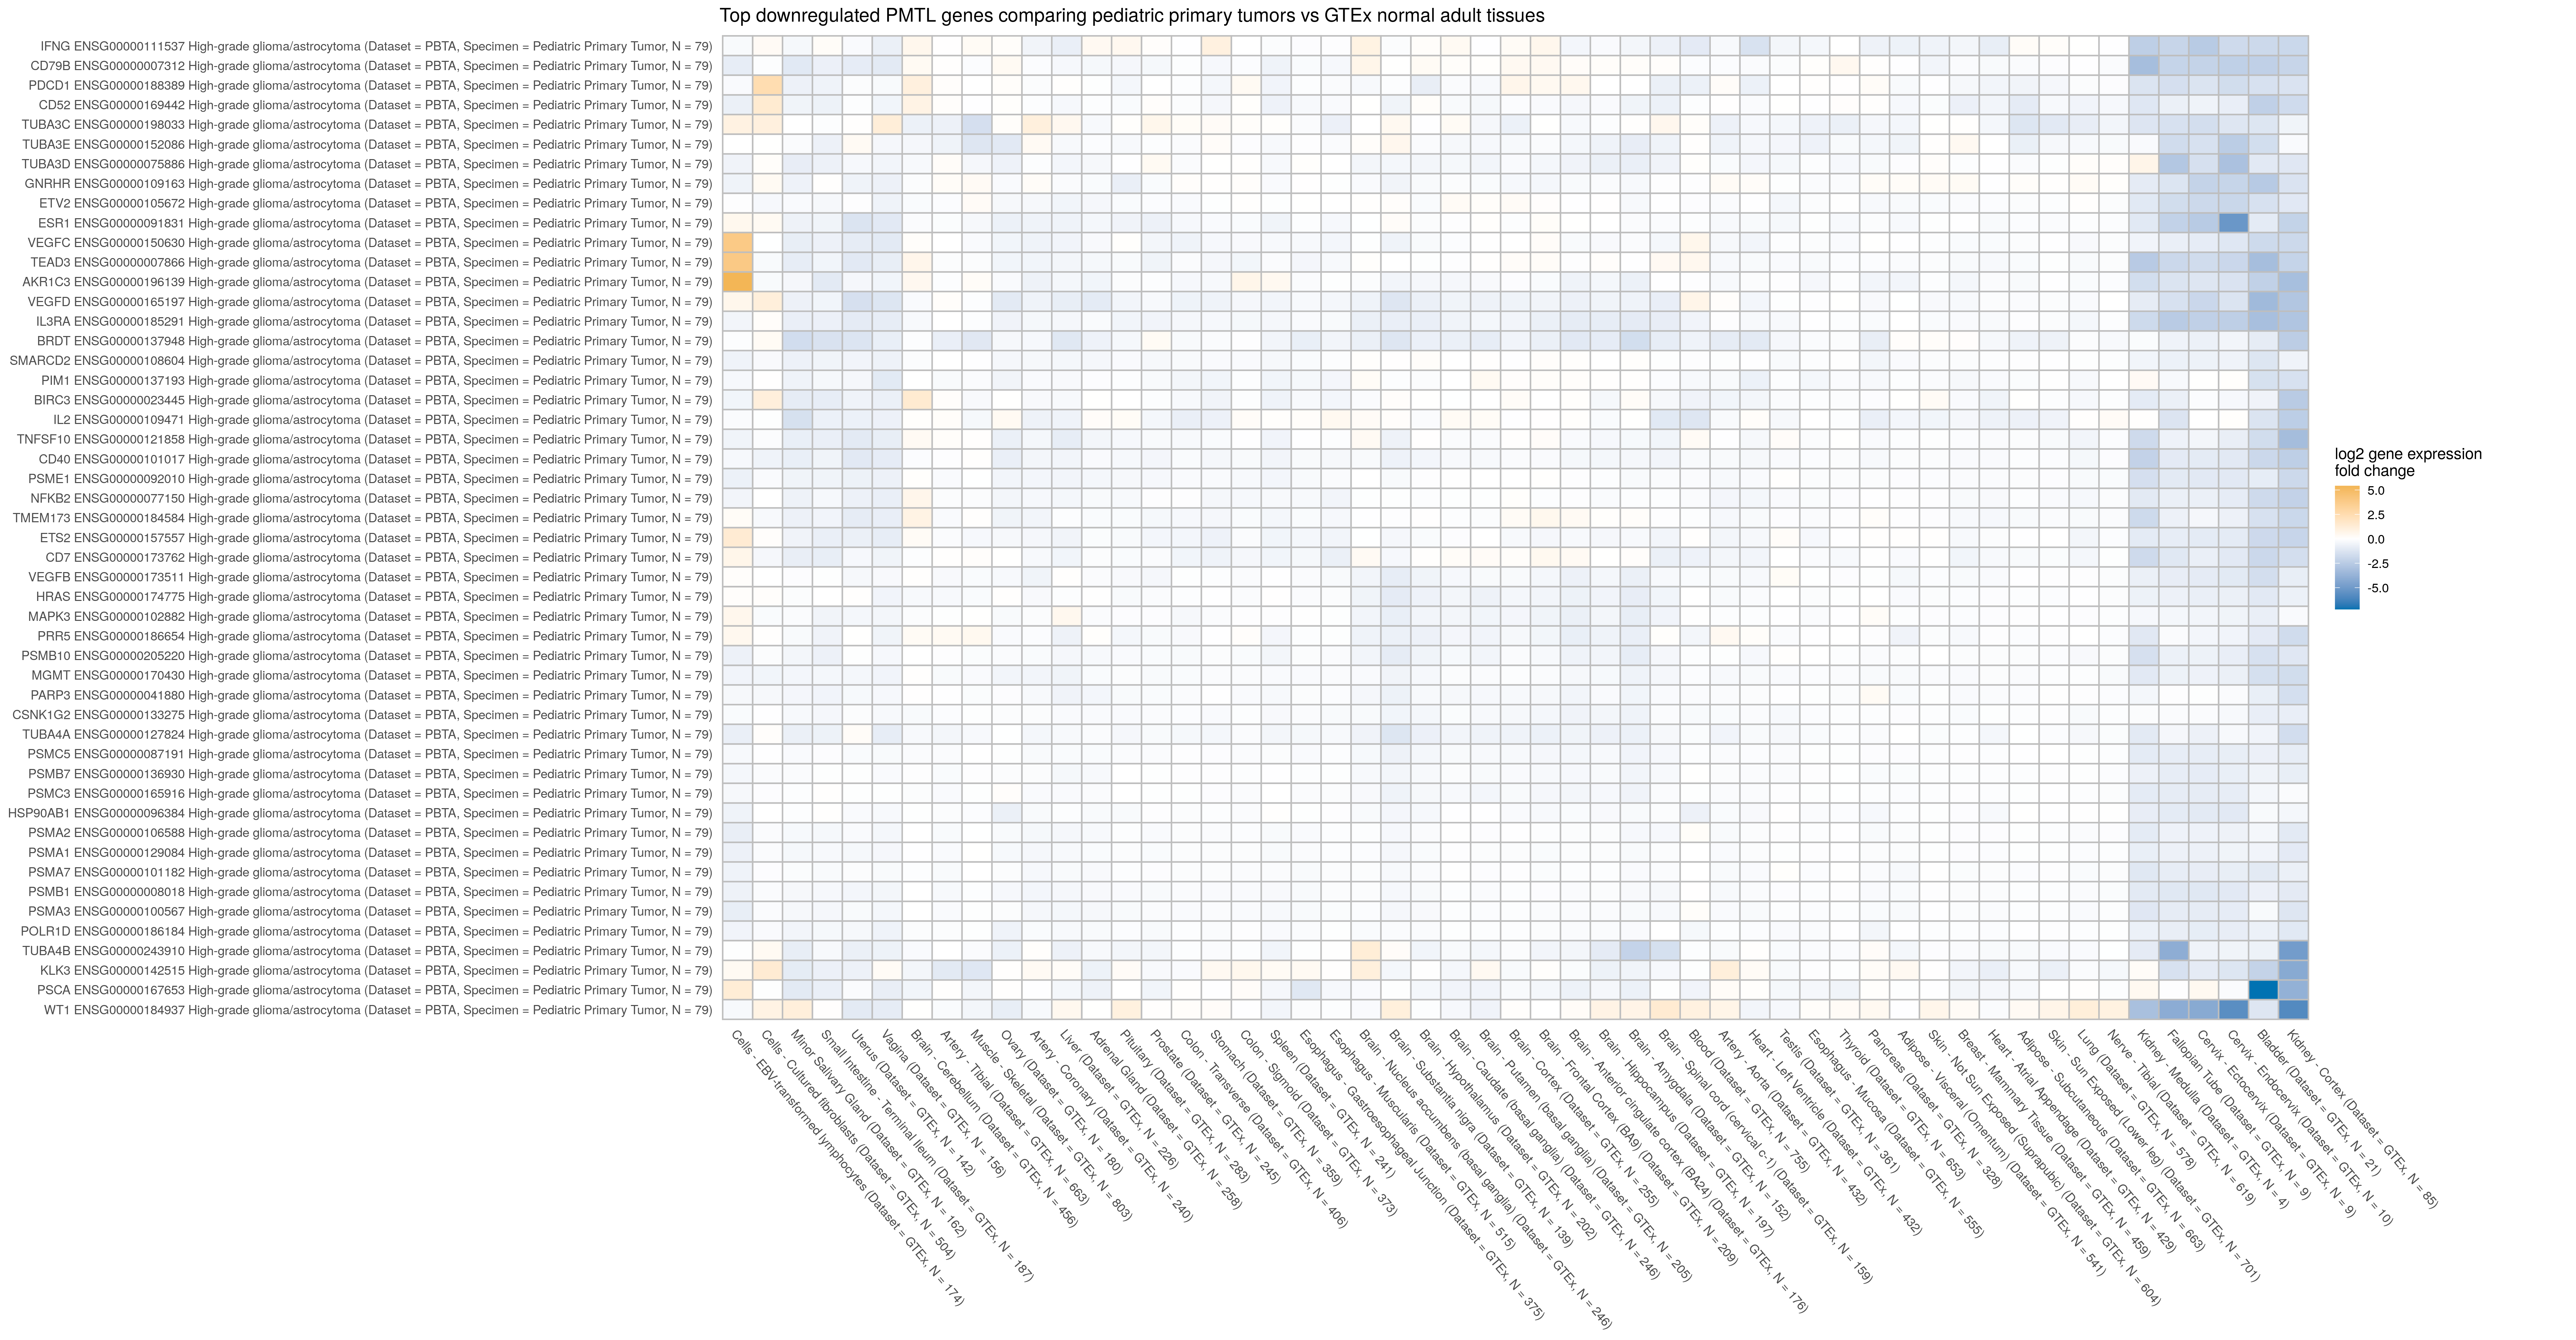 Top downregulated PMTL genes comparing pediatric primary tumors vs GTEx normal adult tissues
IFNG ENSG00000111537 High-grade glioma/astrocytoma (Dataset = PBTA, Specimen = Pediatric Primary Tumor, N = 79)
CD79B ENSG00000007312 High-grade glioma/astrocytoma (Dataset = PBTA, Specimen = Pediatric Primary Tumor, N = 79)
PDCD1 ENSG00000188389 High-grade glioma/astrocytoma (Dataset = PBTA, Specimen = Pediatric Primary Tumor, N = 79)
CD52 ENSG00000169442 High-grade glioma/astrocytoma (Dataset = PBTA, Specimen = Pediatric Primary Tumor, N = 79)
TUBA3C ENSG00000198033 High-grade glioma/astrocytoma (Dataset = PBTA, Specimen = Pediatric Primary Tumor, N = 79)
TUBA3E ENSG00000152086 High-grade glioma/astrocytoma (Dataset = PBTA, Specimen = Pediatric Primary Tumor, N = 79)
TUBA3D ENSG00000075886 High-grade glioma/astrocytoma (Dataset = PBTA, Specimen = Pediatric Primary Tumor, N = 79)
GNRHR ENSG00000109163 High-grade glioma/astrocytoma (Dataset = PBTA, Specimen = Pediatric Primary Tumor, N = 79)
ETV2 ENSG00000105672 High-grade glioma/astrocytoma (Dataset = PBTA, Specimen = Pediatric Primary Tumor, N = 79)
ESR1 ENSG00000091831 High-grade glioma/astrocytoma (Dataset = PBTA, Specimen = Pediatric Primary Tumor, N = 79)
VEGFC ENSG00000150630 High-grade glioma/astrocytoma (Dataset = PBTA, Specimen = Pediatric Primary Tumor, N = 79)
TEAD3 ENSG00000007866 High-grade glioma/astrocytoma (Dataset = PBTA, Specimen = Pediatric Primary Tumor, N = 79)
AKR1C3 ENSG00000196139 High-grade glioma/astrocytoma (Dataset = PBTA, Specimen = Pediatric Primary Tumor, N = 79)
VEGFD ENSG00000165197 High-grade glioma/astrocytoma (Dataset = PBTA, Specimen = Pediatric Primary Tumor, N = 79)
IL3RA ENSG00000185291 High-grade glioma/astrocytoma (Dataset = PBTA, Specimen = Pediatric Primary Tumor, N = 79)
BRDT ENSG00000137948 High-grade glioma/astrocytoma (Dataset = PBTA, Specimen = Pediatric Primary Tumor, N = 79)
SMARCD2 ENSG00000108604 High-grade glioma/astrocytoma (Dataset = PBTA, Specimen = Pediatric Primary Tumor, N = 79)
PIM1 ENSG00000137193 High-grade glioma/astrocytoma (Dataset = PBTA, Specimen = Pediatric Primary Tumor, N = 79)
BIRC3 ENSG00000023445 High-grade glioma/astrocytoma (Dataset = PBTA, Specimen = Pediatric Primary Tumor, N = 79)
IL2 ENSG00000109471 High-grade glioma/astrocytoma (Dataset = PBTA, Specimen = Pediatric Primary Tumor, N = 79)
TNFSF10 ENSG00000121858 High-grade glioma/astrocytoma (Dataset = PBTA, Specimen = Pediatric Primary Tumor, N = 79)
CD40 ENSG00000101017 High-grade glioma/astrocytoma (Dataset = PBTA, Specimen = Pediatric Primary Tumor, N = 79)
PSME1 ENSG00000092010 High-grade glioma/astrocytoma (Dataset = PBTA, Specimen = Pediatric Primary Tumor, N = 79)
NFKB2 ENSG00000077150 High-grade glioma/astrocytoma (Dataset = PBTA, Specimen = Pediatric Primary Tumor, N = 79)
TMEM173 ENSG00000184584 High-grade glioma/astrocytoma (Dataset = PBTA, Specimen = Pediatric Primary Tumor, N = 79)
ETS2 ENSG00000157557 High-grade glioma/astrocytoma (Dataset = PBTA, Specimen = Pediatric Primary Tumor, N = 79)
CD7 ENSG00000173762 High-grade glioma/astrocytoma (Dataset = PBTA, Specimen = Pediatric Primary Tumor, N = 79)
VEGFB ENSG00000173511 High-grade glioma/astrocytoma (Dataset = PBTA, Specimen = Pediatric Primary Tumor, N = 79)
HRAS ENSG00000174775 High-grade glioma/astrocytoma (Dataset = PBTA, Specimen = Pediatric Primary Tumor, N = 79)
MAPK3 ENSG00000102882 High-grade glioma/astrocytoma (Dataset = PBTA, Specimen = Pediatric Primary Tumor, N = 79)
PRR5 ENSG00000186654 High-grade glioma/astrocytoma (Dataset = PBTA, Specimen = Pediatric Primary Tumor, N = 79)
PSMB10 ENSG00000205220 High-grade glioma/astrocytoma (Dataset = PBTA, Specimen = Pediatric Primary Tumor, N = 79)
MGMT ENSG00000170430 High-grade glioma/astrocytoma (Dataset = PBTA, Specimen = Pediatric Primary Tumor, N = 79)
PARP3 ENSG00000041880 High-grade glioma/astrocytoma (Dataset = PBTA, Specimen = Pediatric Primary Tumor, N = 79)
CSNK1G2 ENSG00000133275 High-grade glioma/astrocytoma (Dataset = PBTA, Specimen = Pediatric Primary Tumor, N = 79)
TUBA4A ENSG00000127824 High-grade glioma/astrocytoma (Dataset = PBTA, Specimen = Pediatric Primary Tumor, N = 79)
PSMC5 ENSG00000087191 High-grade glioma/astrocytoma (Dataset = PBTA, Specimen = Pediatric Primary Tumor, N = 79)
PSMB7 ENSG00000136930 High-grade glioma/astrocytoma (Dataset = PBTA, Specimen = Pediatric Primary Tumor, N = 79)
PSMC3 ENSG00000165916 High-grade glioma/astrocytoma (Dataset = PBTA, Specimen = Pediatric Primary Tumor, N = 79)
HSP90AB1 ENSG00000096384 High-grade glioma/astrocytoma (Dataset = PBTA, Specimen = Pediatric Primary Tumor, N = 79)
PSMA2 ENSG00000106588 High-grade glioma/astrocytoma (Dataset = PBTA, Specimen = Pediatric Primary Tumor, N = 79)
PSMA1 ENSG00000129084 High-grade glioma/astrocytoma (Dataset = PBTA, Specimen = Pediatric Primary Tumor, N = 79)
PSMA7 ENSG00000101182 High-grade glioma/astrocytoma (Dataset = PBTA, Specimen = Pediatric Primary Tumor, N = 79)
PSMB1 ENSG00000008018 High-grade glioma/astrocytoma (Dataset = PBTA, Specimen = Pediatric Primary Tumor, N = 79)
PSMA3 ENSG00000100567 High-grade glioma/astrocytoma (Dataset = PBTA, Specimen = Pediatric Primary Tumor, N = 79)
POLR1D ENSG00000186184 High-grade glioma/astrocytoma (Dataset = PBTA, Specimen = Pediatric Primary Tumor, N = 79)
TUBA4B ENSG00000243910 High-grade glioma/astrocytoma (Dataset = PBTA, Specimen = Pediatric Primary Tumor, N = 79)
KLK3 ENSG00000142515 High-grade glioma/astrocytoma (Dataset = PBTA, Specimen = Pediatric Primary Tumor, N = 79)
PSCA ENSG00000167653 High-grade glioma/astrocytoma (Dataset = PBTA, Specimen = Pediatric Primary Tumor, N = 79)
WT1 ENSG00000184937 High-grade glioma/astrocytoma (Dataset = PBTA, Specimen = Pediatric Primary Tumor, N = 79)
Cells - EBV-transformed lymphocytes (Dataset = GTEx, N = 174)
Cells - Cultured fibroblasts (Dataset = GTEx, N = 504)
Minor Salivary Gland (Dataset = GTEx, N = 162)
Small Intestine - Terminal Ileum (Dataset = GTEx, N = 187)
Uterus (Dataset = GTEx, N = 142)
Vagina (Dataset = GTEx, N = 156)
Brain - Cerebellum (Dataset = GTEx, N = 456)
Artery - Tibial (Dataset = GTEx, N = 663)
Muscle - Skeletal (Dataset = GTEx, N = 803)
Ovary (Dataset = GTEx, N = 180)
Artery - Coronary (Dataset = GTEx, N = 240)
Liver (Dataset = GTEx, N = 226)
Adrenal Gland (Dataset = GTEx, N = 258)
Pituitary (Dataset = GTEx, N = 283)
Prostate (Dataset = GTEx, N = 245)
Colon - Transverse (Dataset = GTEx, N = 406)
Stomach (Dataset = GTEx, N = 359)
Colon - Sigmoid (Dataset = GTEx, N = 373)
Spleen (Dataset = GTEx, N = 241)
Esophagus - Gastroesophageal Junction (Dataset = GTEx, N = 375)
Esophagus - Muscularis (Dataset = GTEx, N = 515)
Brain - Nucleus accumbens (basal ganglia) (Dataset = GTEx, N = 246)
Brain - Substantia nigra (Dataset = GTEx, N = 139)
Brain - Hypothalamus (Dataset = GTEx, N = 202)
Brain - Caudate (basal ganglia) (Dataset = GTEx, N = 246)
Brain - Putamen (basal ganglia) (Dataset = GTEx, N = 205)
Brain - Cortex (Dataset = GTEx, N = 255)
Brain - Frontal Cortex (BA9) (Dataset = GTEx, N = 209)
Brain - Anterior cingulate cortex (BA24) (Dataset = GTEx, N = 176)
Brain - Hippocampus (Dataset = GTEx, N = 197)
Brain - Amygdala (Dataset = GTEx, N = 152)
Brain - Spinal cord (cervical c-1) (Dataset = GTEx, N = 159)
Blood (Dataset = GTEx, N = 755)
Artery - Aorta (Dataset = GTEx, N = 432)
Heart - Left Ventricle (Dataset = GTEx, N = 432)
Testis (Dataset = GTEx, N = 361)
Esophagus - Mucosa (Dataset = GTEx, N = 555)
Thyroid (Dataset = GTEx, N = 653)
Pancreas (Dataset = GTEx, N = 328)
Adipose - Visceral (Omentum) (Dataset = GTEx, N = 541)
Skin - Not Sun Exposed (Suprapubic) (Dataset = GTEx, N = 604)
Breast - Mammary Tissue (Dataset = GTEx, N = 459)
Heart - Atrial Appendage (Dataset = GTEx, N = 429)
Adipose - Subcutaneous (Dataset = GTEx, N = 663)
Skin - Sun Exposed (Lower leg) (Dataset = GTEx, N = 701)
Lung (Dataset = GTEx, N = 578)
Nerve - Tibial (Dataset = GTEx, N = 619)
Kidney - Medulla (Dataset = GTEx, N = 4)
Fallopian Tube (Dataset = GTEx, N = 9)
Cervix - Ectocervix (Dataset = GTEx, N = 9)
Cervix - Endocervix (Dataset = GTEx, N = 10)
Bladder (Dataset = GTEx, N = 21)
Kidney - Cortex (Dataset = GTEx, N = 85)
log2 gene expression
fold change
5.0
2.5
0.0
-2.5
-5.0